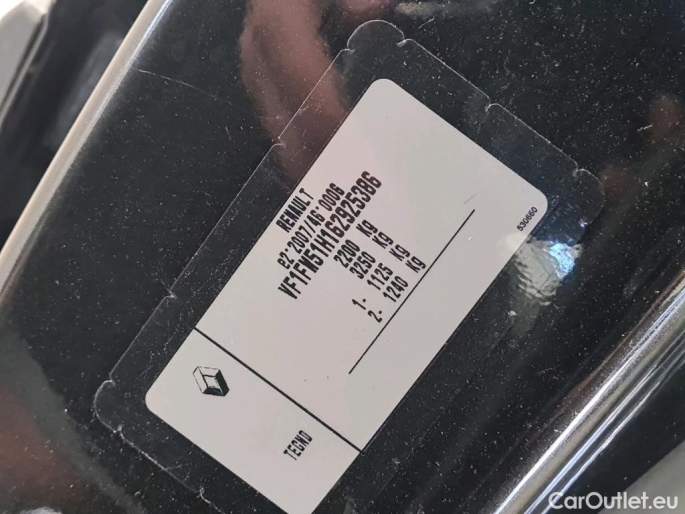 RENAULT
e2*2007/46*0006
VF1FW51H162925386
2200 Kg
3250 Kg
1- 1125 Kg
2- 1240 Kg
TECNO
530660
CarOutlet.eu